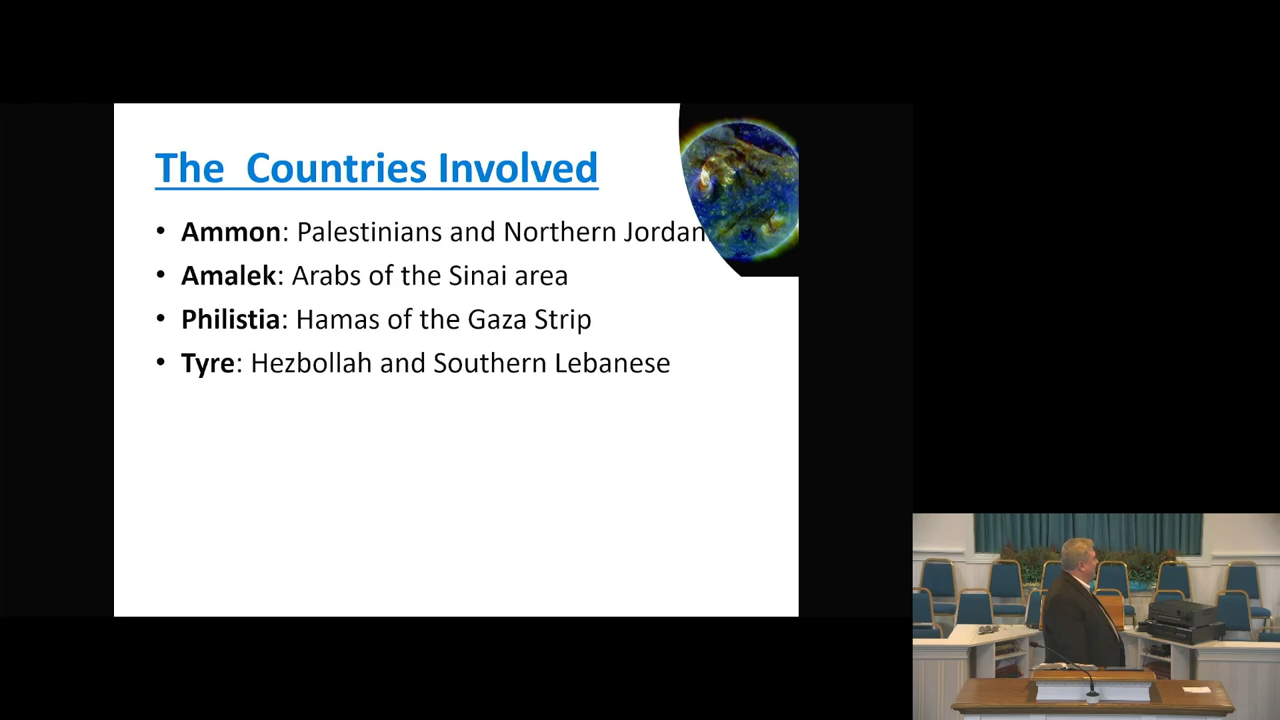 The  Countries Involved
• Ammon: Palestinians and Northern Jordan
• Amalek: Arabs of the Sinai area
• Philistia: Hamas of the Gaza Strip
• Tyre: Hezbollah and Southern Lebanese